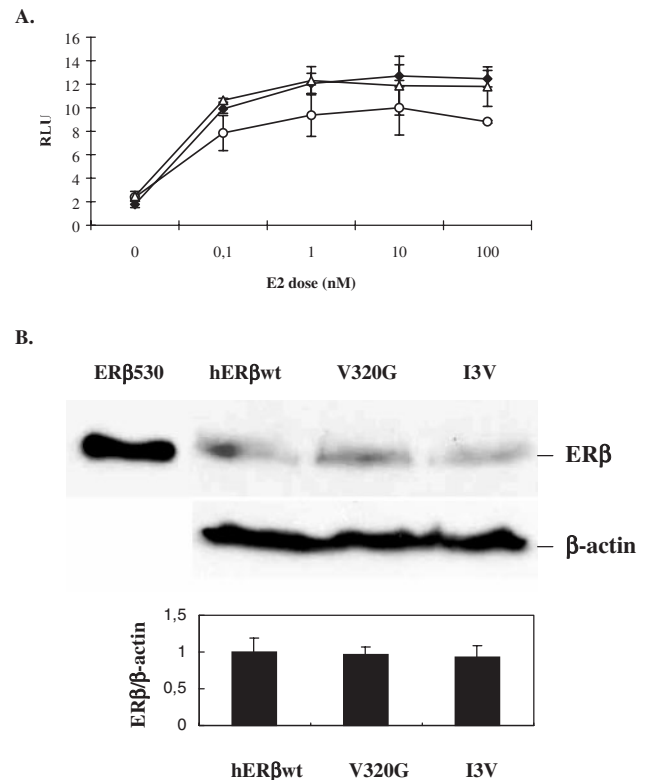 A.
16
14
12
10
8
6
4
2
0
RLU
0 0,1 1 10 100
E2 dose (nM)
B.
ERβ530 hERβwt V320G I3V
ERβ
β-actin
1,5
1
0,5
0
ERβ/β-actin
hERβwt V320G I3V